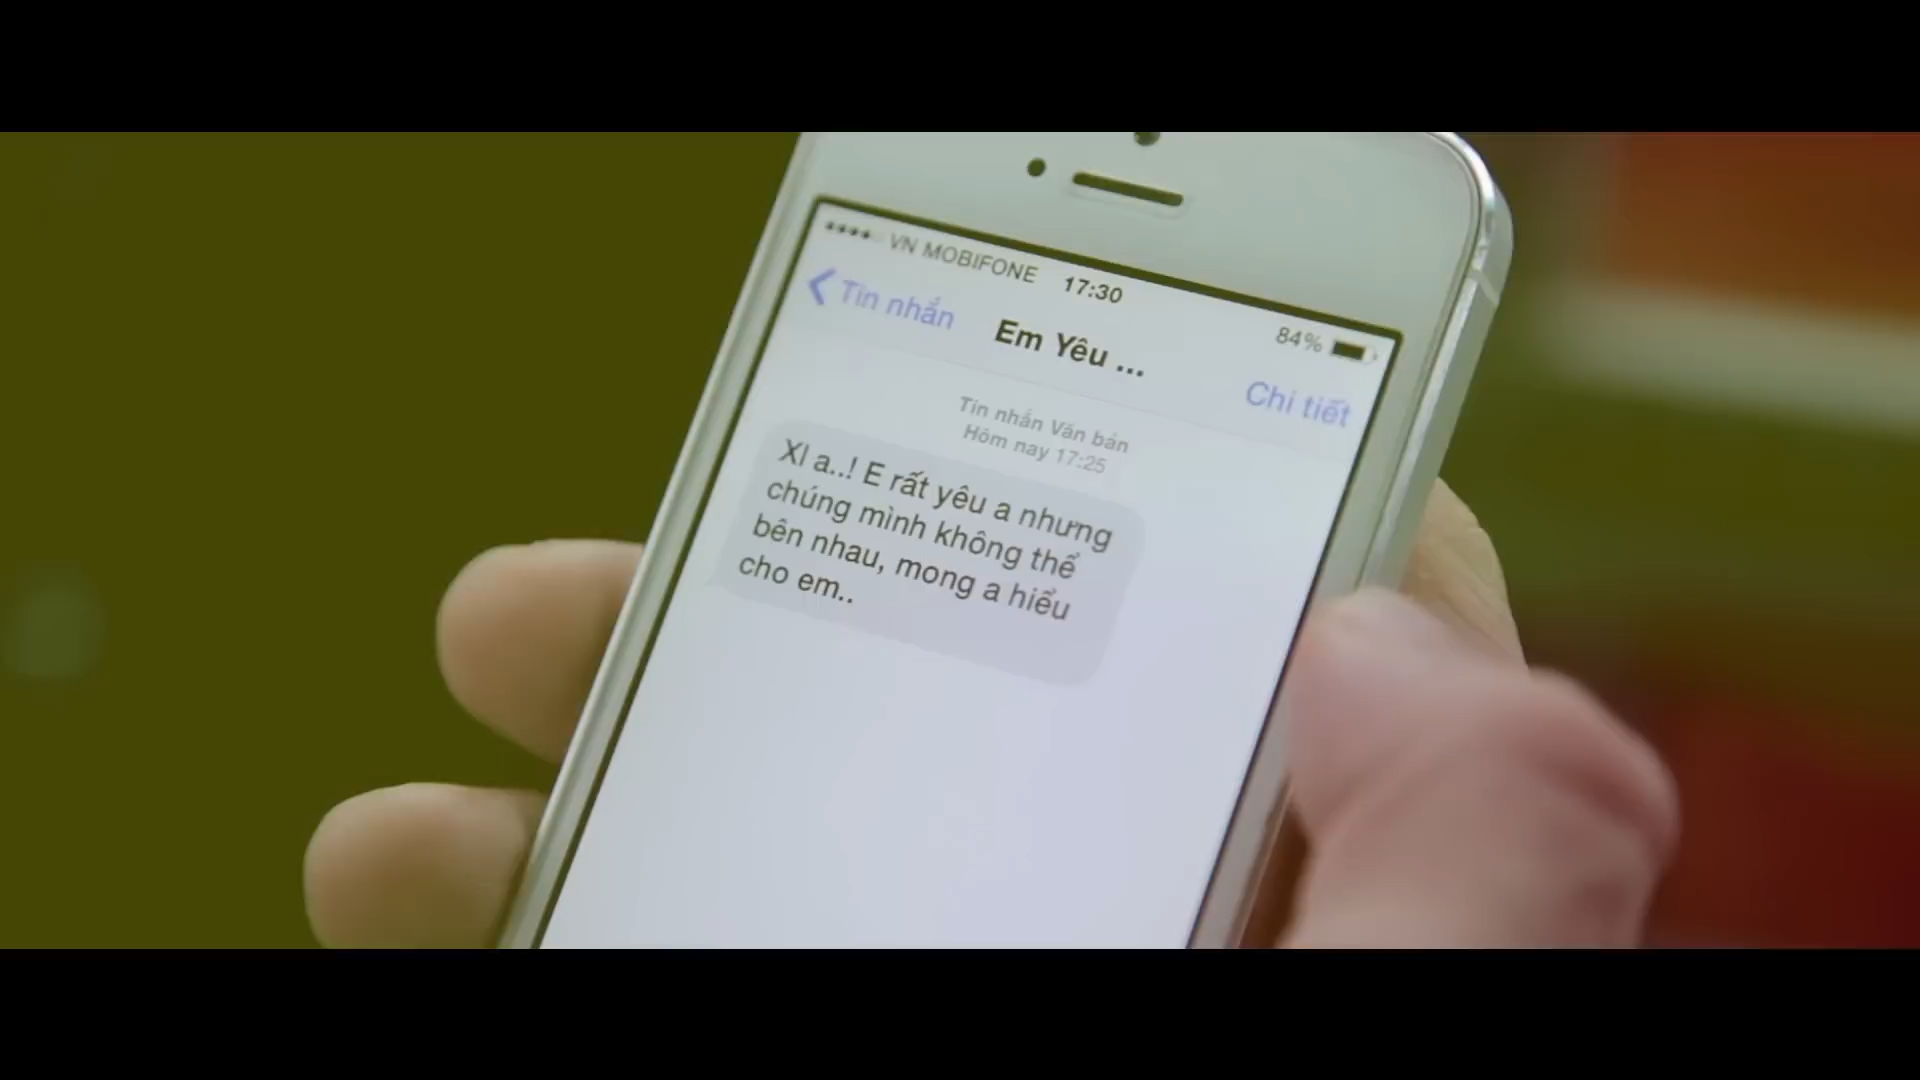 VN MOBIFONE 17:30 84%
Tin nhắn Em Yêu ... Chi tiết
Tin nhắn Văn bản
Hôm nay 17:25
Xl a..! E rất yêu a nhưng
chúng mình không thể
bên nhau, mong a hiểu
cho em..